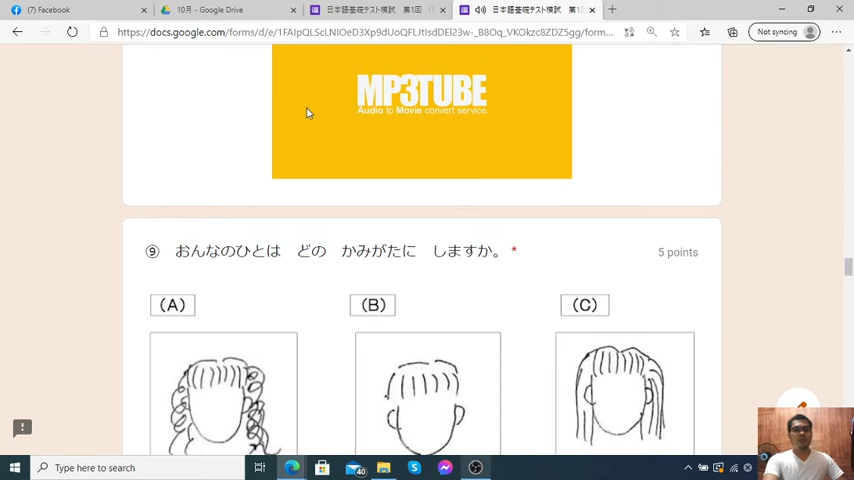 (7) Facebook
10月 - Google Drive
日本語基礎テスト模試 第1回
日本語基礎テスト模試 第1
https://docs.google.com/forms/d/e/1FAIpQLScLNIOeD3Xp9dUoQFLJtIsdDEl23w-_B8Oq_VKOkzc8ZDZ5gg/form...
Not syncing
MP3TUBE
Audio to Movie convert service.
⑨ おんなのひとは どの かみがたに しますか。 *
5 points
(A)
(B)
(C)
Type here to search
40